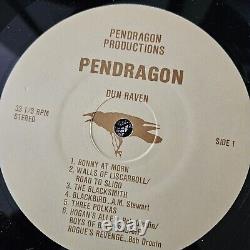 PENDRAGON
PRODUCTIONS
PENDRAGON
DUN RAVEN
33 1/3 RPM
STEREO
SIDE 1
1. BONNY AT MORN
2. WALLS OF LISCARROLL/
ROAD TO SLIGO
3. THE BLACKSMITH
4. BLACKBIRD..A.M. Stewart
5. THREE POLKAS
6. HOGAN'S ALLEY
BOYS OF
ROGUE'S REVENGE..Bob Drouin